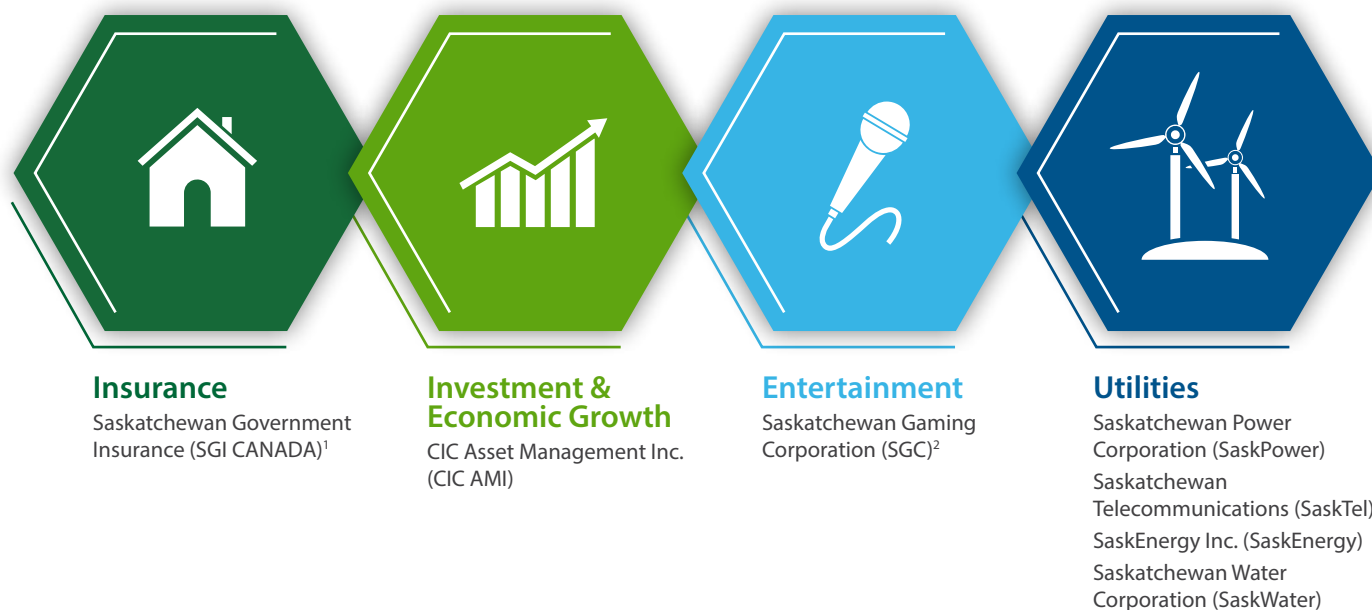 Insurance
Saskatchewan Government
Insurance (SGI CANADA)¹
Investment &
Economic Growth
CIC Asset Management Inc.
(CIC AMI)
Entertainment
Saskatchewan Gaming
Corporation (SGC)²
Utilities
Saskatchewan Power
Corporation (SaskPower)
Saskatchewan
Telecommunications (SaskTel)
SaskEnergy Inc. (SaskEnergy)
Saskatchewan Water
Corporation (SaskWater)